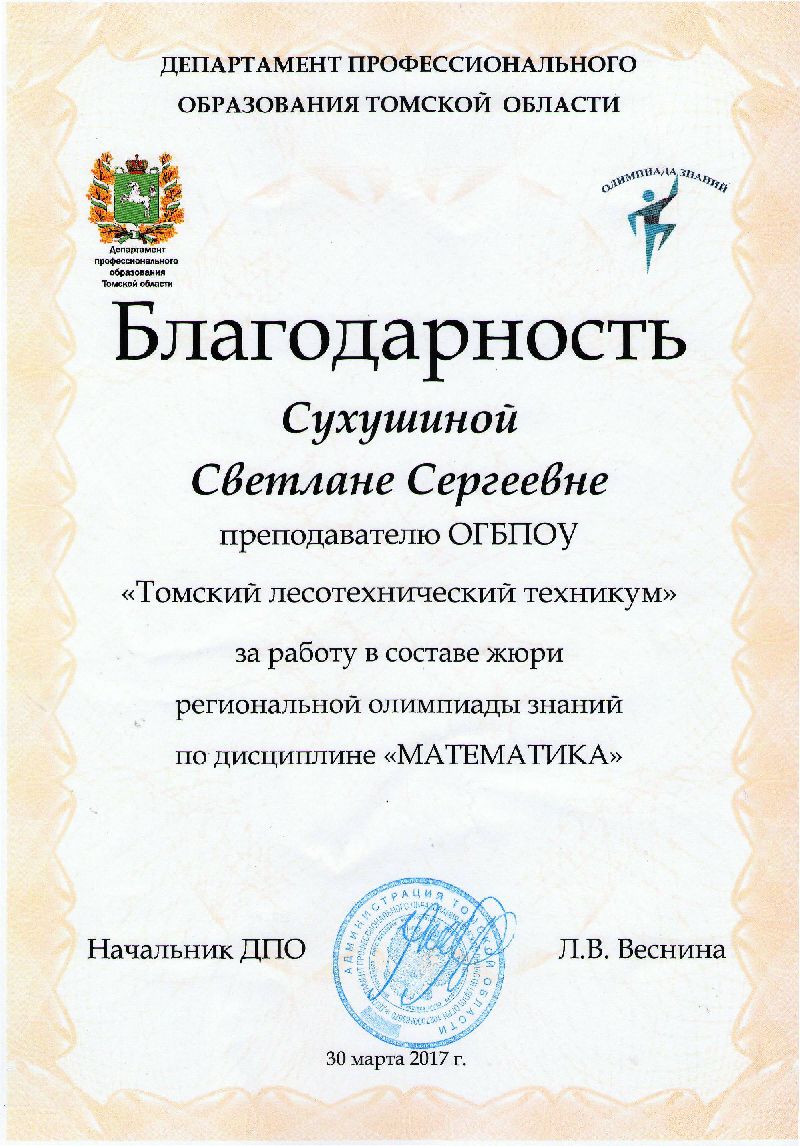 ДЕПАРТАМЕНТ ПРОФЕССИОНАЛЬНОГО
ОБРАЗОВАНИЯ ТОМСКОЙ ОБЛАСТИ
Департамент
профессионального
образования
Томской области
ОЛИМПИАДА ЗНАНИЙ
Благодарность
Сухушиной
Светлане Сергеевне
преподавателю ОГБПОУ
«Томский лесотехнический техникум»
за работу в составе жюри
региональной олимпиады знаний
по дисциплине «МАТЕМАТИКА»
Начальник ДПО
АДМИНИСТРАЦИЯ ТОМСКОЙ ОБЛАСТИ
Л.В. Веснина
30 марта 2017 г.